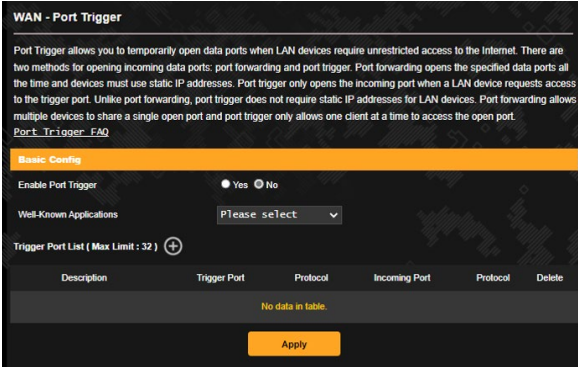 WAN - Port Trigger
Port Trigger allows you to temporarily open data ports when LAN devices require unrestricted access to the Internet. There are
two methods for opening incoming data ports: port forwarding and port trigger. Port forwarding opens the specified data ports all
the time and devices must use static IP addresses. Port trigger only opens the incoming port when a LAN device requests access
to the trigger port. Unlike port forwarding, port trigger does not require static IP addresses for LAN devices. Port forwarding allows
multiple devices to share a single open port and port trigger only allows one client at a time to access the open port.
Port Trigger FAQ
Basic Config
Enable Port Trigger Yes No
Well-Known Applications Please select
Trigger Port List ( Max Limit : 32 )
Description Trigger Port Protocol Incoming Port Protocol Delete
No data in table.
Apply